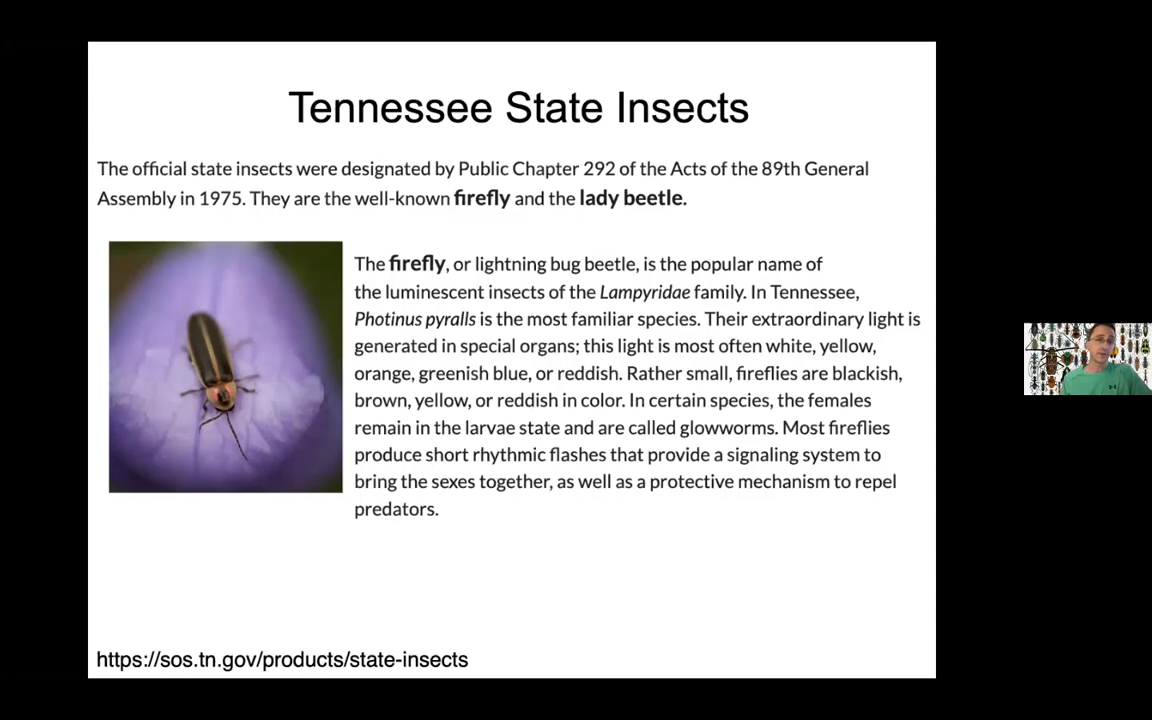 Tennessee State Insects
The official state insects were designated by Public Chapter 292 of the Acts of the 89th General
Assembly in 1975. They are the well-known firefly and the lady beetle.
The firefly, or lightning bug beetle, is the popular name of
the luminescent insects of the Lampyridae family. In Tennessee,
Photinus pyralls is the most familiar species. Their extraordinary light is
generated in special organs; this light is most often white, yellow,
orange, greenish blue, or reddish. Rather small, fireflies are blackish,
brown, yellow, or reddish in color. In certain species, the females
remain in the larvae state and are called glowworms. Most fireflies
produce short rhythmic flashes that provide a signaling system to
bring the sexes together, as well as a protective mechanism to repel
predators.
https://sos.tn.gov/products/state-insects